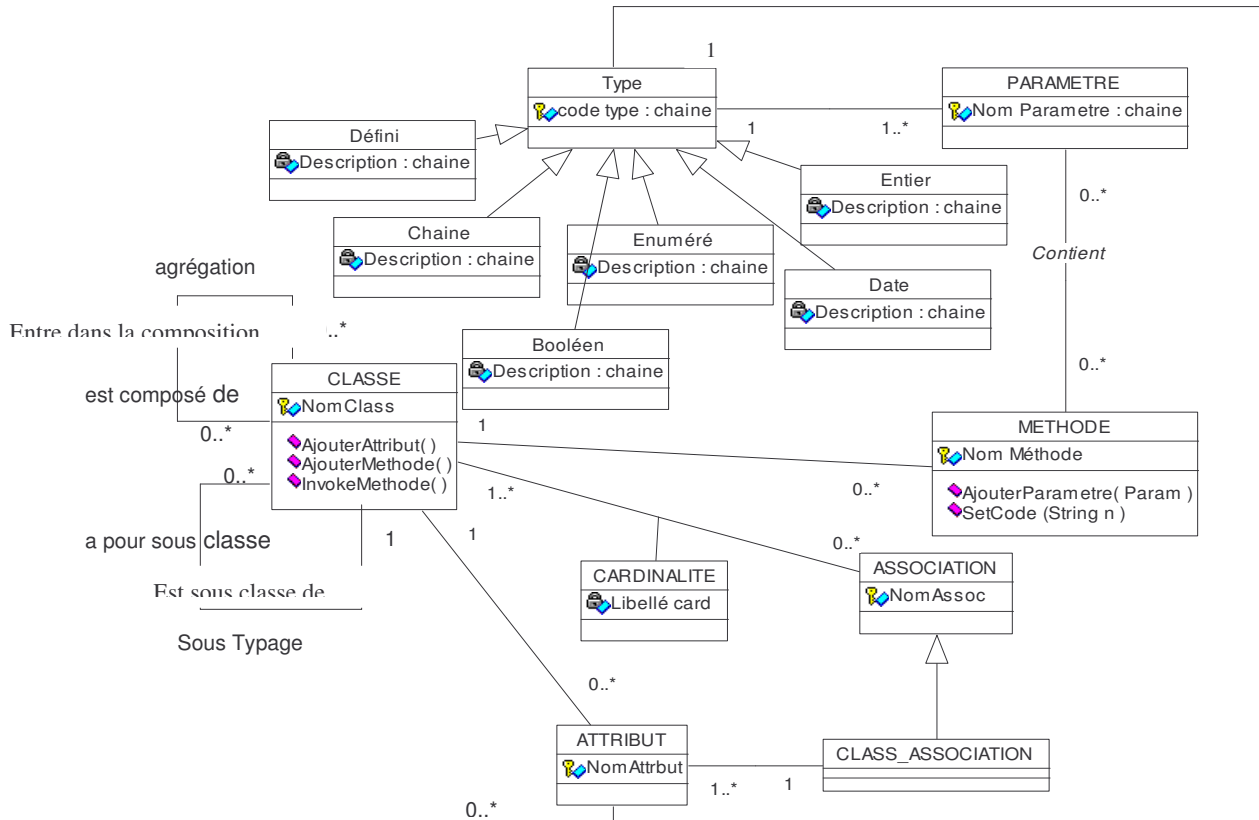 1
Type
code type : chaine
PARAMETRE
Nom Parametre : chaine
1
1..*
Défini
Description : chaine
Entier
Description : chaine
0..*
Chaine
Description : chaine
Enuméré
Description : chaine
Contient
agrégation
Date
Description : chaine
Entre dans la composition
..*
Booléen
Description : chaine
0..*
CLASSE
NomClass
est composé de
0..*
AjouterAttribut( )
AjouterMethode( )
InvokeMethode( )
1
METHODE
Nom Méthode
AjouterParametre( Param )
SetCode (String n )
0..*
0..*
1..*
a pour sous classe
1
1
0..*
CARDINALITE
Libellé card
ASSOCIATION
NomAssoc
Est sous classe de
Sous Typage
0..*
ATTRIBUT
NomAttrbut
CLASS_ASSOCIATION
1..*
1
0..*